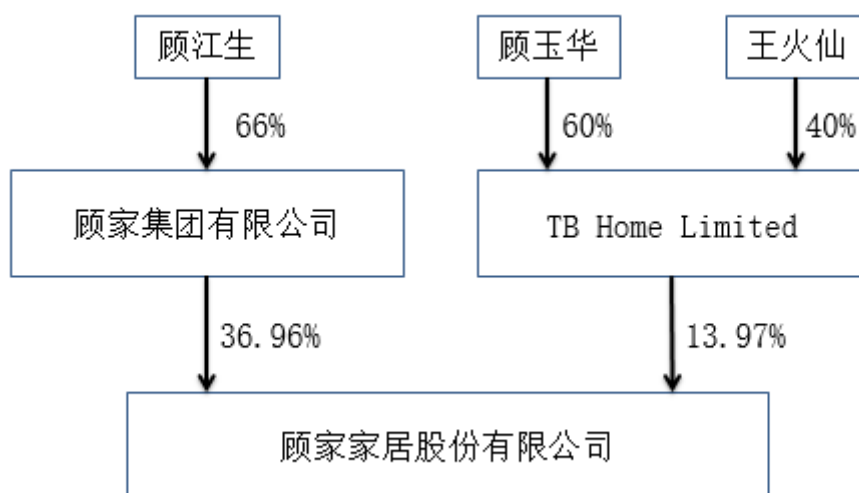 顾江生
顾玉华
王火仙
66%
60%
40%
顾家集团有限公司
TB Home Limited
36.96%
13.97%
顾家家居股份有限公司